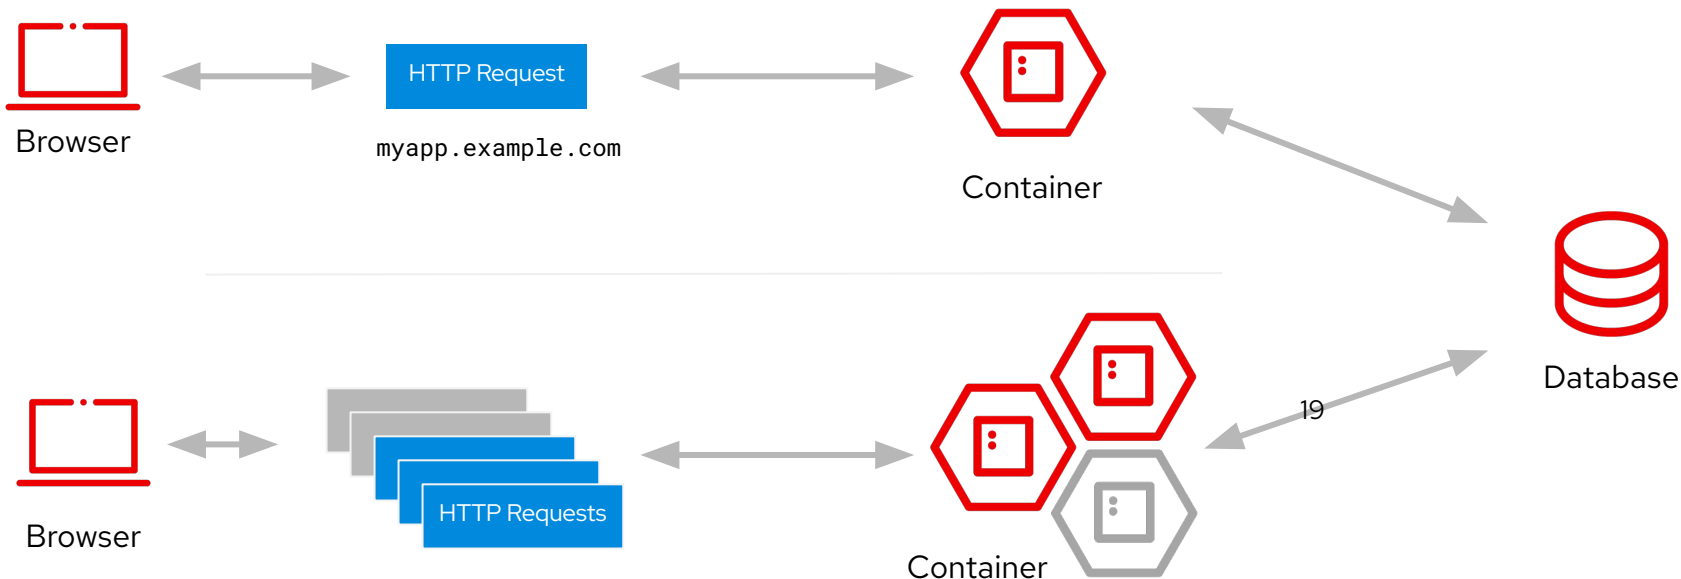 HTTP Request
Browser
myapp.example.com
Container
Database
19
HTTP Requests
Browser
Container